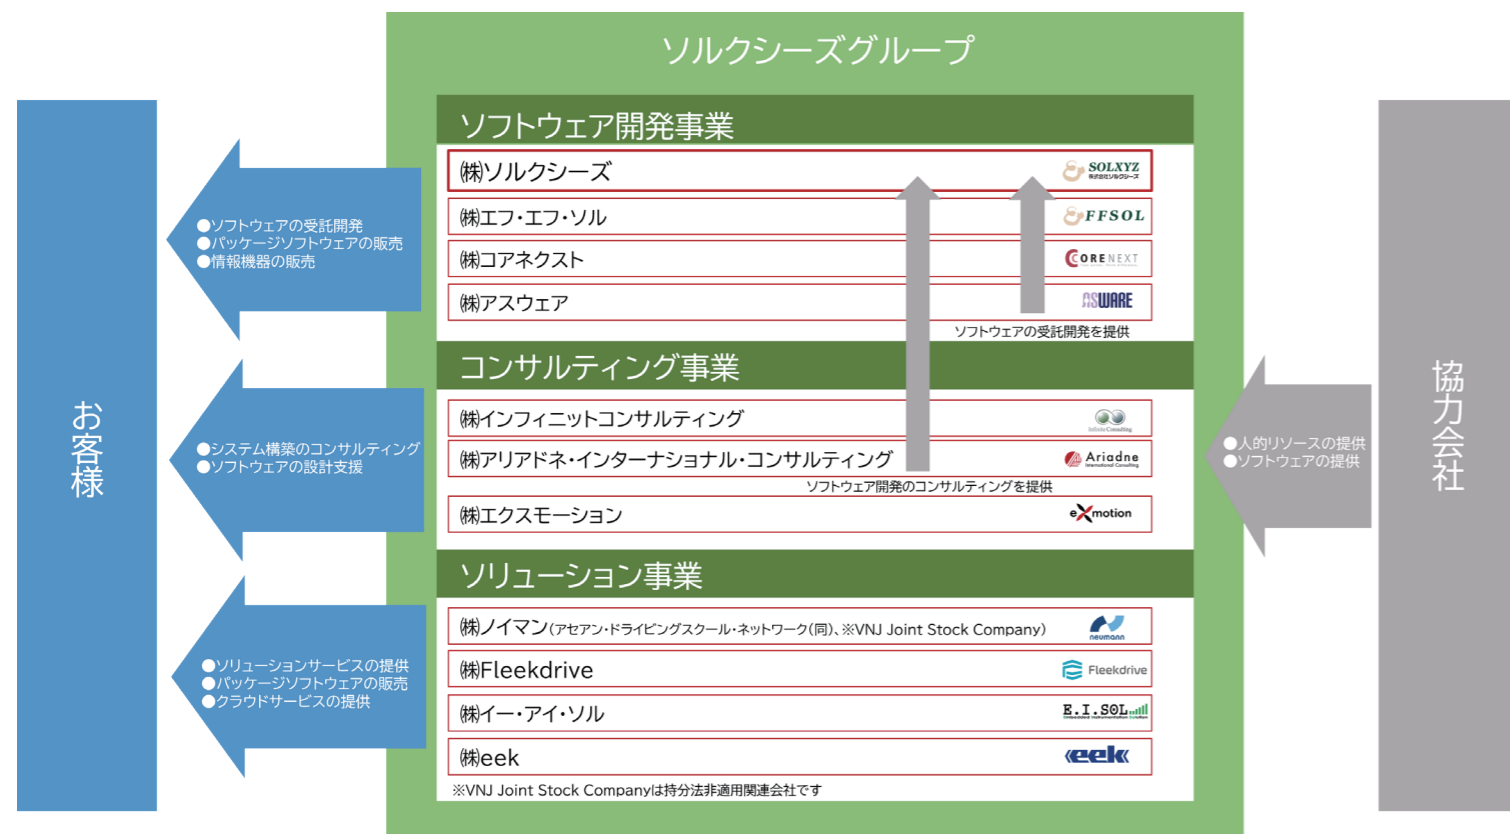 ソルクシーズグループ
お客様
●ソフトウェアの受託開発
●パッケージソフトウェアの販売
●情報機器の販売
●システム構築のコンサルティング
●ソフトウェアの設計支援
●ソリューションサービスの提供
●パッケージソフトウェアの販売
●クラウドサービスの提供
ソフトウェア開発事業
㈱ソルクシーズ
SOLXYZ
株式会社ソルクシーズ
㈱エフ・エフ・ソル
FFSOL
㈱コアネクスト
CORENEXT
㈱アスウェア
ASWARE
ソフトウェアの受託開発を提供
コンサルティング事業
㈱インフィニットコンサルティング
Infinite Consulting
㈱アリアドネ・インターナショナル・コンサルティング
Ariadne
International Consulting
ソフトウェア開発のコンサルティングを提供
㈱エクスモーション
eXmotion
ソリューション事業
㈱ノイマン(アセアン・ドライビングスクール・ネットワーク(同)、※VNJ Joint Stock Company)
neumann
㈱Fleekdrive
Fleekdrive
㈱イー・アイ・ソル
E.I.SOL
Embedded Instrumentation Solution
㈱eek
eek
※VNJ Joint Stock Companyは持分法非適用関連会社です
●人的リソースの提供
●ソフトウェアの提供
協力会社